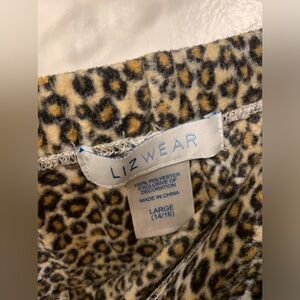 LIZWEAR
100% POLYESTER
EXCLUSIVE OF
DECORATION
MADE IN CHINA
LARGE
(14/16)